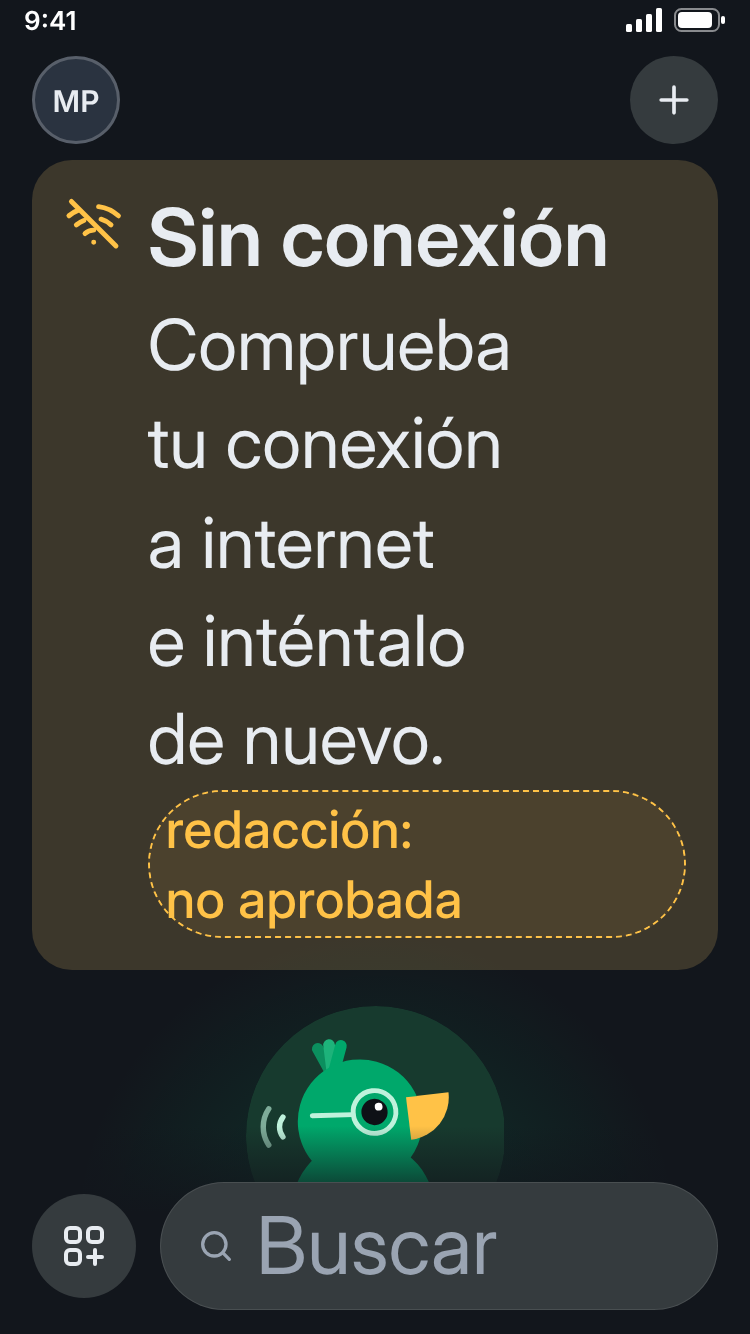 9:41
MP
Sin conexión
Comprueba
tu conexión
a internet
e inténtalo
de nuevo.
redacción:
no aprobada
Buscar